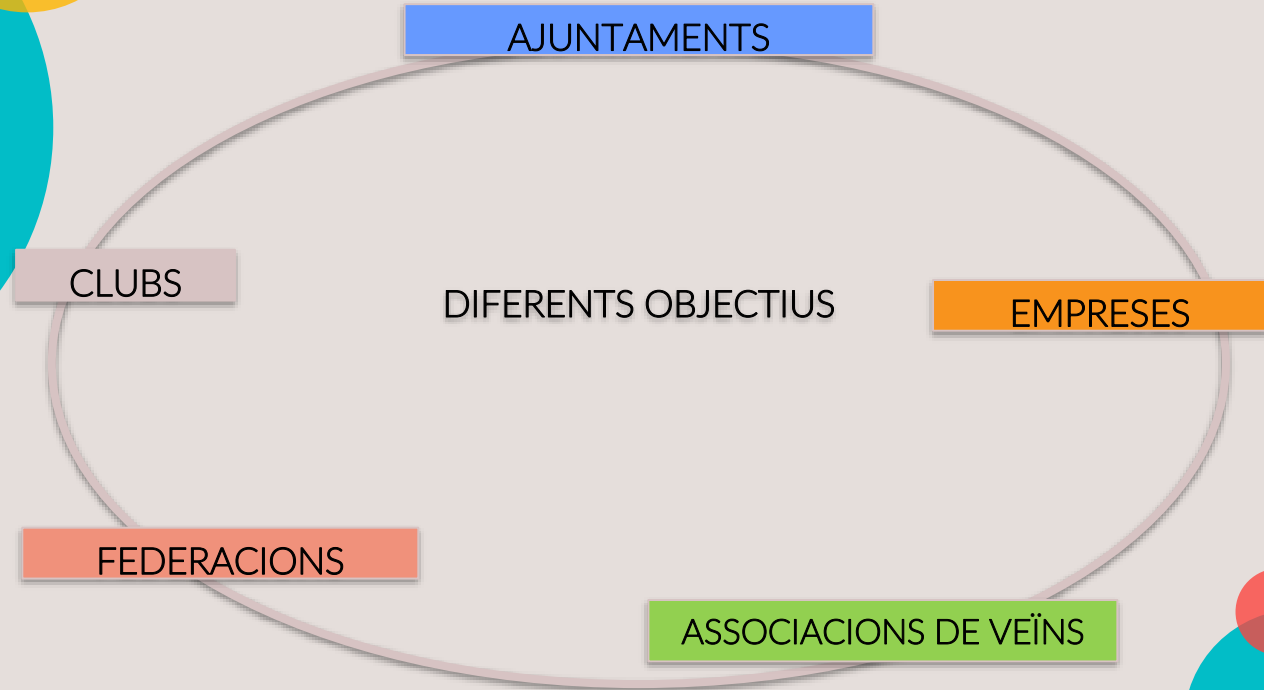 AJUNTAMENTS
CLUBS
DIFERENTS OBJECTIUS
EMPRESES
FEDERACIONS
ASSOCIACIONS DE VEÏNS